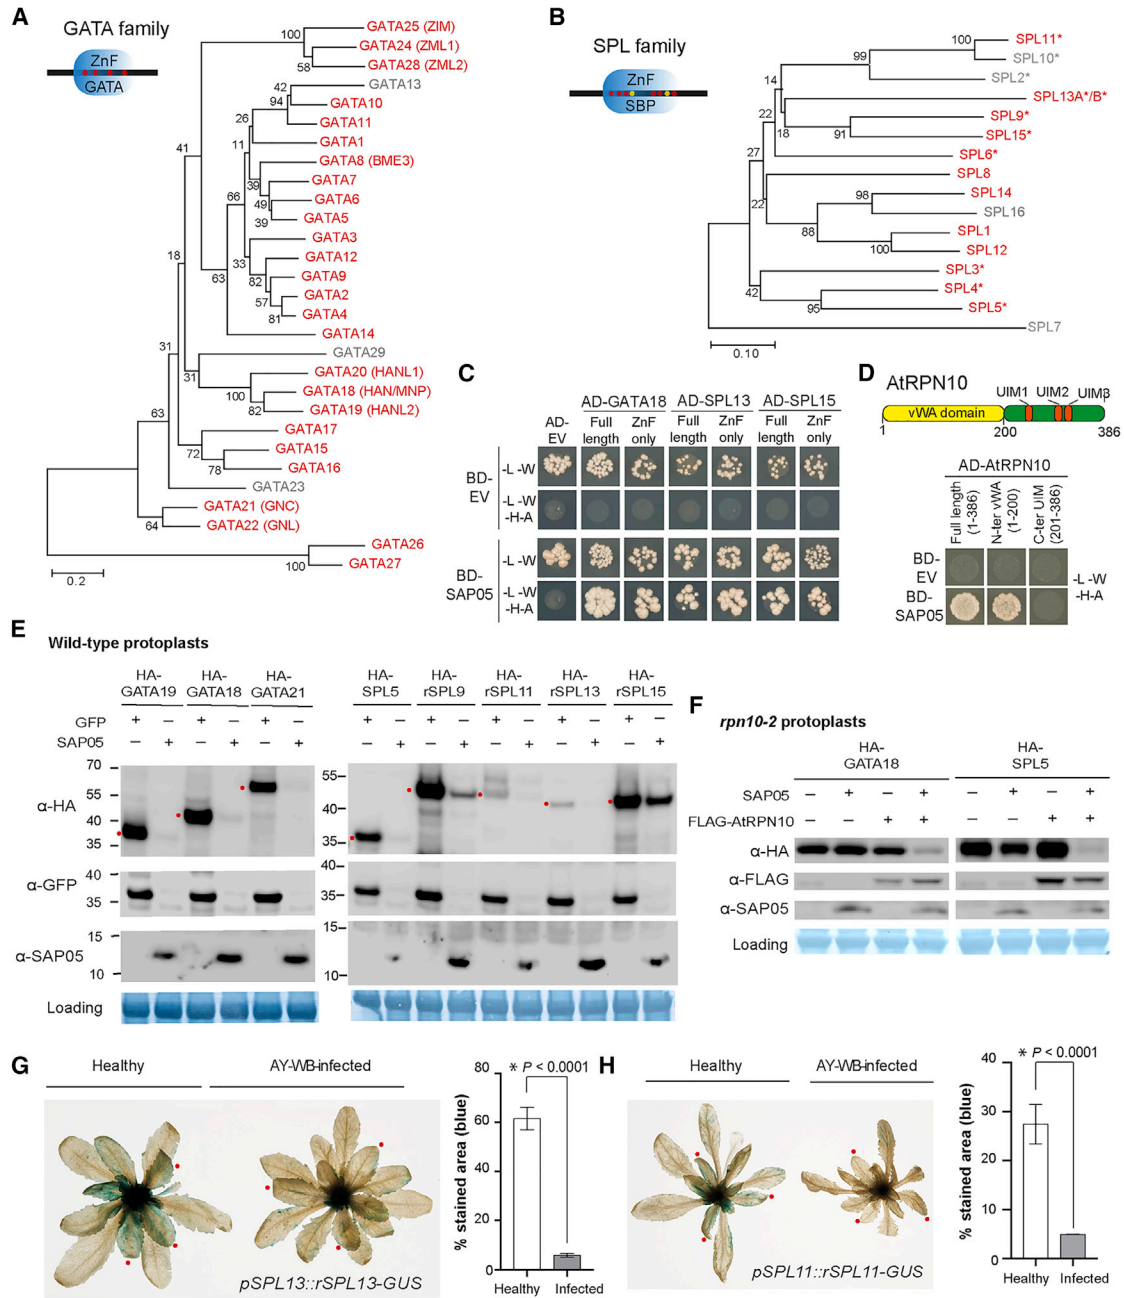 A
GATA family
ZnF
GATA
GATA25 (ZIM)
GATA24 (ZML1)
GATA28 (ZML2)
GATA13
GATA10
GATA11
GATA1
GATA8 (BME3)
GATA7
GATA6
GATA5
GATA3
GATA12
GATA9
GATA2
GATA4
GATA14
GATA29
GATA20 (HANL1)
GATA18 (HAN/MNP)
GATA19 (HANL2)
GATA17
GATA15
GATA16
GATA23
GATA21 (GNC)
GATA22 (GNL)
GATA26
GATA27
100
58
42
94
26
11
41
39
49
39
66
33
82
57
81
63
18
31
31
100
82
63
72
78
64
100
0.2
B
SPL family
ZnF
SBP
SPL11*
SPL10*
SPL2*
SPL13A*/B*
SPL9*
SPL15*
SPL6*
SPL8
SPL14
SPL16
SPL1
SPL12
SPL3*
SPL4*
SPL5*
SPL7
100
99
14
22
18
91
27
22
98
88
100
42
95
0.10
C
AD-GATA18 AD-SPL13 AD-SPL15
AD-
EV
Full
length
ZnF
only
Full
length
ZnF
only
Full
length
ZnF
only
BD-
EV
-L -W
-L -W
-H-A
BD-
SAP05
-L -W
-L -W
-H-A
D
AtRPN10
UIM1 UIM2 UIM3
vWA domain
1 200 386
AD-AtRPN10
Full length
(1-386)
N-ter vWA
(1-200)
C-ter UIM
(201-386)
BD-
EV
BD-
SAP05
-L -W
-H-A
E
Wild-type protoplasts
HA-
GATA19
HA-
GATA18
HA-
GATA21
HA-
SPL5
HA-
rSPL9
HA-
rSPL11
HA-
rSPL13
HA-
rSPL15
GFP + – + – + – + – + – + – + – + –
SAP05 – + – + – + – + – + – + – + – +
α-HA
70
55
40
35
55
40
35
α-GFP
40
35
40
35
α-SAP05
15
10
15
10
Loading
F
rpn10-2 protoplasts
HA-
GATA18
HA-
SPL5
SAP05 – + – + – + – +
FLAG-AtRPN10 – – + + – – + +
α-HA
α-FLAG
α-SAP05
Loading
G
Healthy AY-WB-infected
pSPL13::rSPL13-GUS
* P < 0.0001
% stained area (blue)
80
60
40
20
0
Healthy Infected
H
Healthy AY-WB-infected
pSPL11::rSPL11-GUS
* P < 0.0001
% stained area (blue)
40
30
20
10
0
Healthy Infected